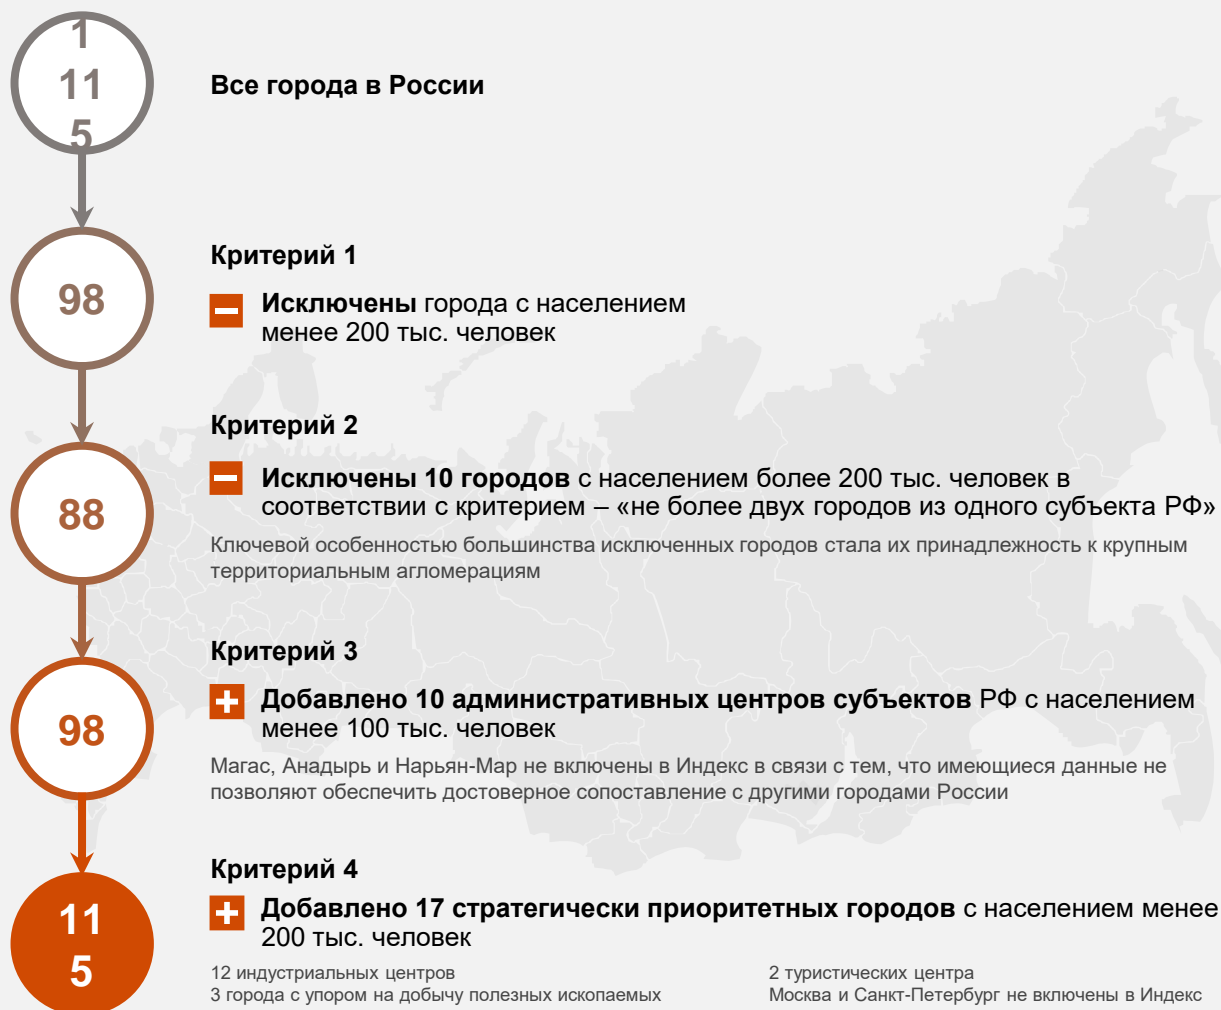 1
11
5
Все города в России
98
Критерий 1
Исключены города с населением
менее 200 тыс. человек
88
Критерий 2
Исключены 10 городов с населением более 200 тыс. человек в
соответствии с критерием – «не более двух городов из одного субъекта РФ»
Ключевой особенностью большинства исключенных городов стала их принадлежность к крупным
территориальным агломерациям
98
Критерий 3
Добавлено 10 административных центров субъектов РФ с населением
менее 100 тыс. человек
Магас, Анадырь и Нарьян-Мар не включены в Индекс в связи с тем, что имеющиеся данные не
позволяют обеспечить достоверное сопоставление с другими городами России
11
5
Критерий 4
Добавлено 17 стратегически приоритетных городов с населением менее
200 тыс. человек
12 индустриальных центров
3 города с упором на добычу полезных ископаемых
2 туристических центра
Москва и Санкт-Петербург не включены в Индекс